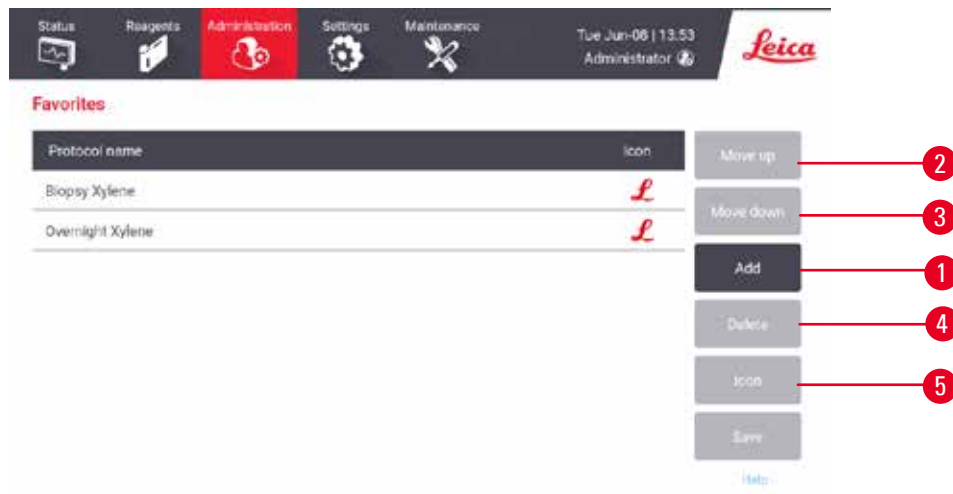 Status Reagents Administration Settings Maintenance
Tue Jun-06 | 13.53
Administrator
Leica
Favorites
Protocol name Icon
Biopsy Xylene L
Overnight Xylene L
Move up 2
Move down 3
Add 1
Delete 4
Icon 5
Save
Help